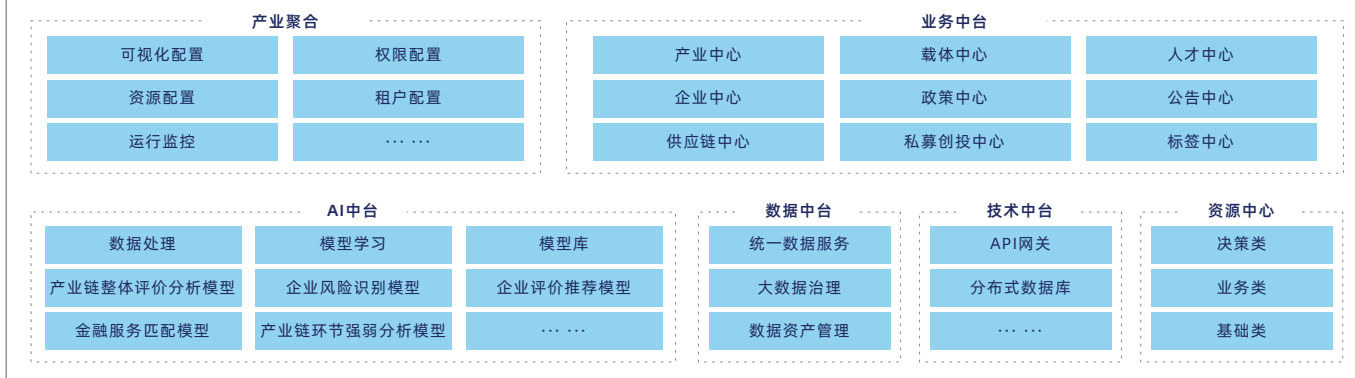 产业聚合
可视化配置
权限配置
资源配置
租户配置
运行监控
... ...
业务中台
产业中心
载体中心
人才中心
企业中心
政策中心
公告中心
供应链中心
私募创投中心
标签中心
AI中台
数据处理
模型学习
模型库
产业链整体评价分析模型
企业风险识别模型
企业评价推荐模型
金融服务匹配模型
产业链环节强弱分析模型
... ...
数据中台
统一数据服务
大数据治理
数据资产管理
技术中台
API网关
分布式数据库
... ...
资源中心
决策类
业务类
基础类